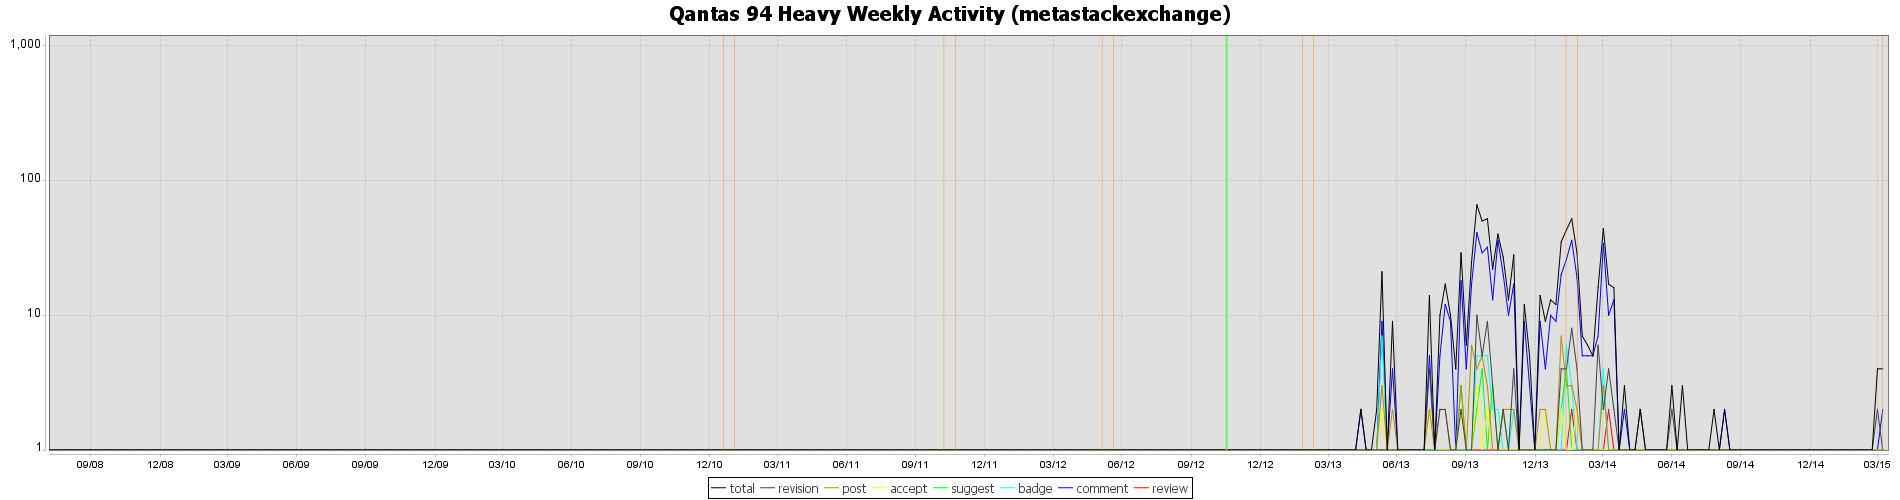 Qantas 94 Heavy Weekly Activity (metastackexchange)
1,000
100
10
1
09/08 12/08 03/09 06/09 09/09 12/09 03/10 06/10 09/10 12/10 03/11 06/11 09/11 12/11 03/12 06/12 09/12 12/12 03/13 06/13 09/13 12/13 03/14 06/14 09/14 12/14 03/15
total revision post accept suggest badge comment review